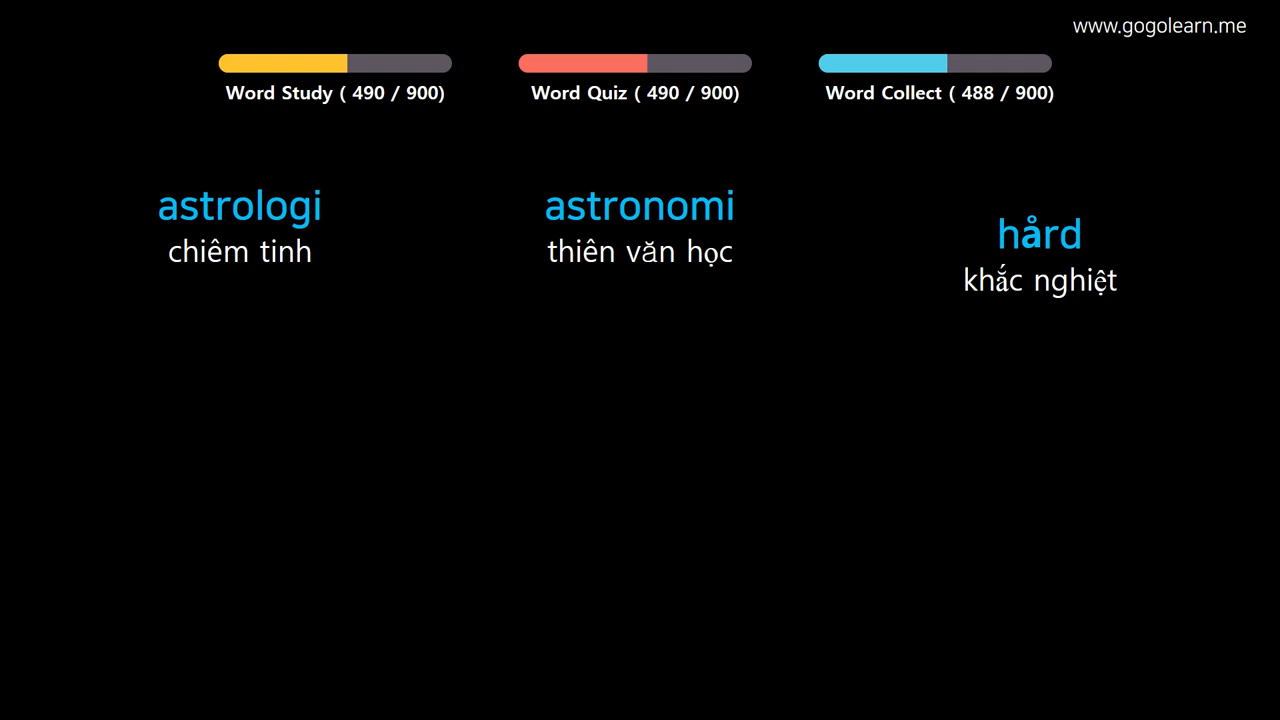 www.gogolearn.me
Word Study ( 490 / 900)
Word Quiz ( 490 / 900)
Word Collect ( 488 / 900)
astrologi
chiêm tinh
astronomi
thiên văn học
hård
khắc nghiệt